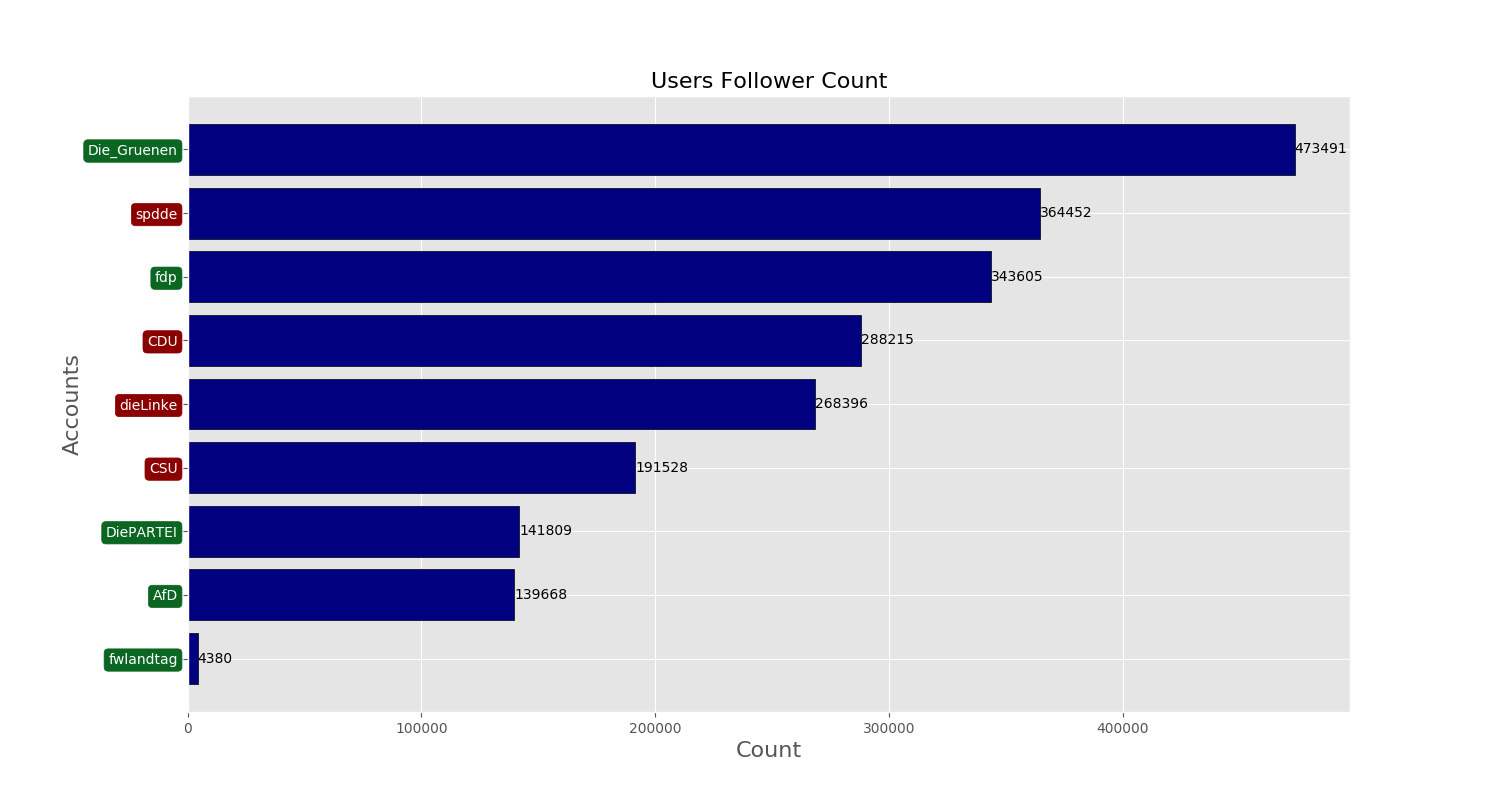 Users Follower Count
Die_Gruenen 473491
spdde 364452
fdp 343605
CDU 288215
dieLinke 268396
CSU 191528
DiePARTEI 141809
AfD 139668
fwlandtag 4380
Accounts
0 100000 200000 300000 400000
Count